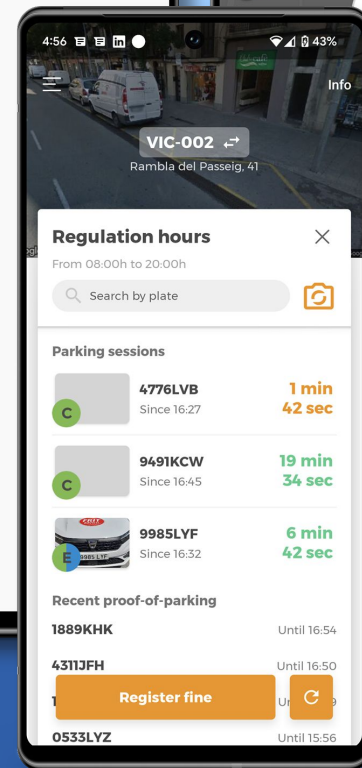 4:56
43%
Info
VIC-002
Rambla del Passeig, 41
Regulation hours
From 08:00h to 20:00h
Search by plate
Parking sessions
4776LVB
Since 16:27
1 min
42 sec
C
9491KCW
Since 16:45
19 min
34 sec
C
9985LYF
Since 16:32
6 min
42 sec
E
Recent proof-of-parking
1889KHK Until 16:54
4311JFH Until 16:50
Register fine
0533LYZ Until 15:56